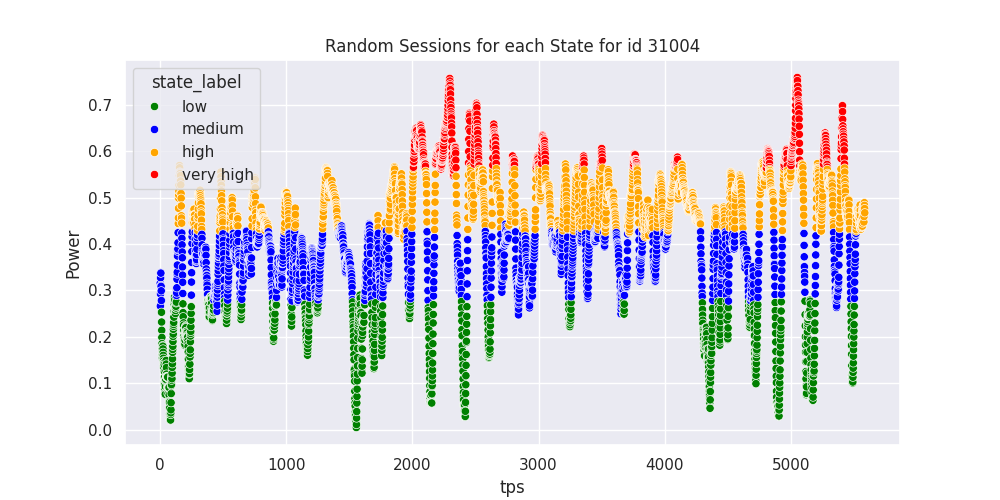 Random Sessions for each State for id 31004
state_label
low
medium
high
very high
Power
0.7
0.6
0.5
0.4
0.3
0.2
0.1
0.0
0 1000 2000 3000 4000 5000
tps